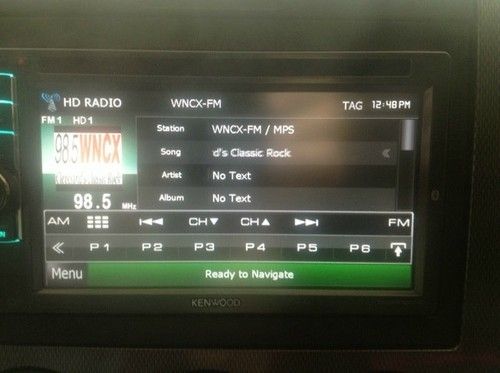 HD RADIO WNCX-FM TAG 12:48 PM
FM1 HD1
Station WNCX-FM / MPS
98.5 WNCX
Song d's Classic Rock
Artist No Text
Album No Text
98.5 MHz
AM CH▼ CH▲ FM
P1 P2 P3 P4 P5 P6
Menu Ready to Navigate
KENWOOD